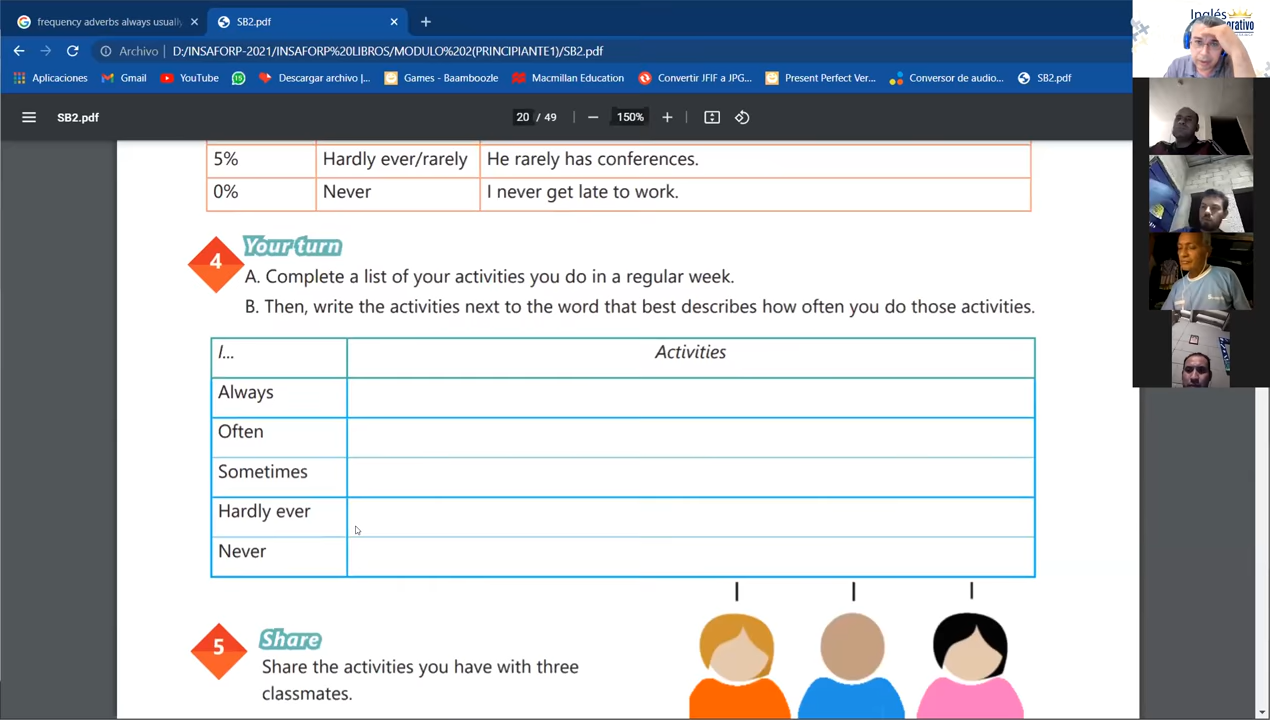 frequency adverbs always usually
SB2.pdf
Archivo
D:/INSAFORP-2021/INSAFORP%20LIBROS/MODULO%202(PRINCIPIANTE1)/SB2.pdf
Aplicaciones
Gmail
YouTube
Descargar archivo |...
Games - Baamboozle
Macmillan Education
Convertir JFIF a JPG...
Present Perfect Ver...
Conversor de audio...
SB2.pdf
Inglés
SB2.pdf
20 / 49
150%
5% Hardly ever/rarely He rarely has conferences.
0% Never I never get late to work.
4 Your turn
A. Complete a list of your activities you do in a regular week.
B. Then, write the activities next to the word that best describes how often you do those activities.
I... Activities
Always
Often
Sometimes
Hardly ever
Never
5 Share
Share the activities you have with three
classmates.